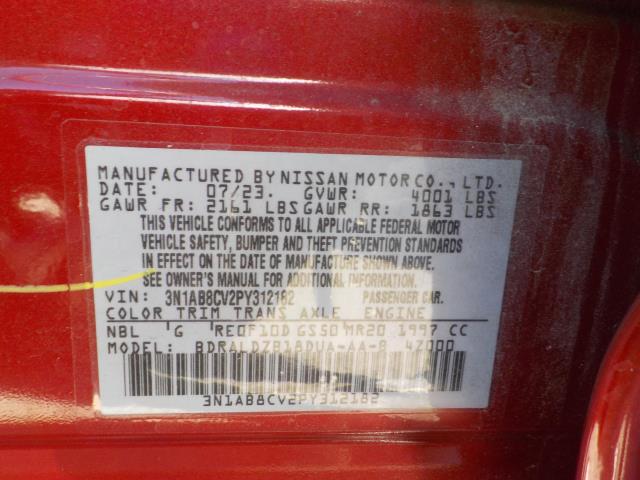 MANUFACTURED BY NISSAN MOTOR CO., LTD.
DATE: 07/23. GVWR: 4001 LBS
GAWR FR: 2161 LBS GAWR RR: 1863 LBS
THIS VEHICLE CONFORMS TO ALL APPLICABLE FEDERAL MOTOR
VEHICLE SAFETY, BUMPER AND THEFT PREVENTION STANDARDS
IN EFFECT ON THE DATE OF MANUFACTURE SHOWN ABOVE.
SEE OWNER'S MANUAL FOR ADDITIONAL INFORMATION.
VIN: 3N1AB8CV2PY312182 PASSENGER CAR.
COLOR TRIM TRANS AXLE ENGINE
NBL G RE0F10D GS50 MR20 1997 CC
MODEL: BDRALDZB18DUA-AA-8 4Z000
3N1AB8CV2PY312182